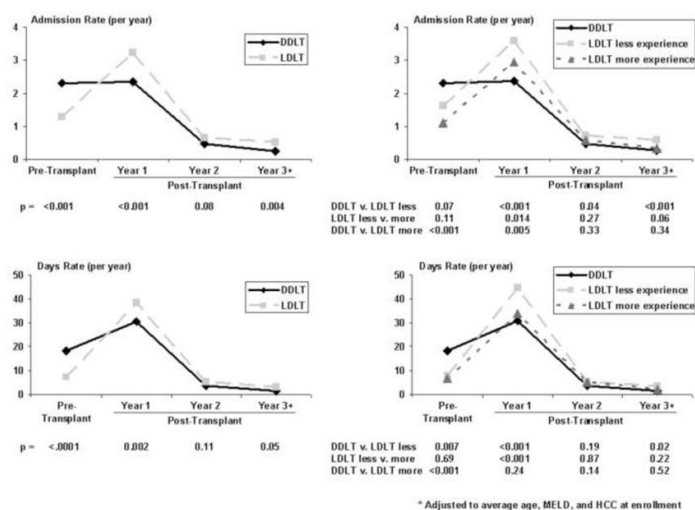 Admission Rate (per year)
4
3
2
1
0
DDLT
LDLT
Pre-Transplant Year 1 Year 2 Year 3+
Post-Transplant
p = <.001 <.001 0.08 0.004
Admission Rate (per year)
4
3
2
1
0
DDLT
LDLT less experience
LDLT more experience
Pre-Transplant Year 1 Year 2 Year 3+
Post-Transplant
DDLT v. LDLT less 0.07 <.001 0.04 <.001
LDLT less v. more 0.11 0.014 0.27 0.06
DDLT v. LDLT more <.001 0.005 0.33 0.34
Days Rate (per year)
50
40
30
20
10
0
DDLT
LDLT
Pre-
Transplant
Year 1 Year 2 Year 3+
Post-Transplant
p = <.0001 0.002 0.11 0.05
Days Rate (per year)
50
40
30
20
10
0
DDLT
LDLT less experience
LDLT more experience
Pre-
Transplant
Year 1 Year 2 Year 3+
Post-Transplant
DDLT v. LDLT less 0.007 <.001 0.19 0.02
LDLT less v. more 0.69 <.001 0.87 0.22
DDLT v. LDLT more <.001 0.24 0.14 0.52
* Adjusted to average age, MELD, and HCC at enrollment